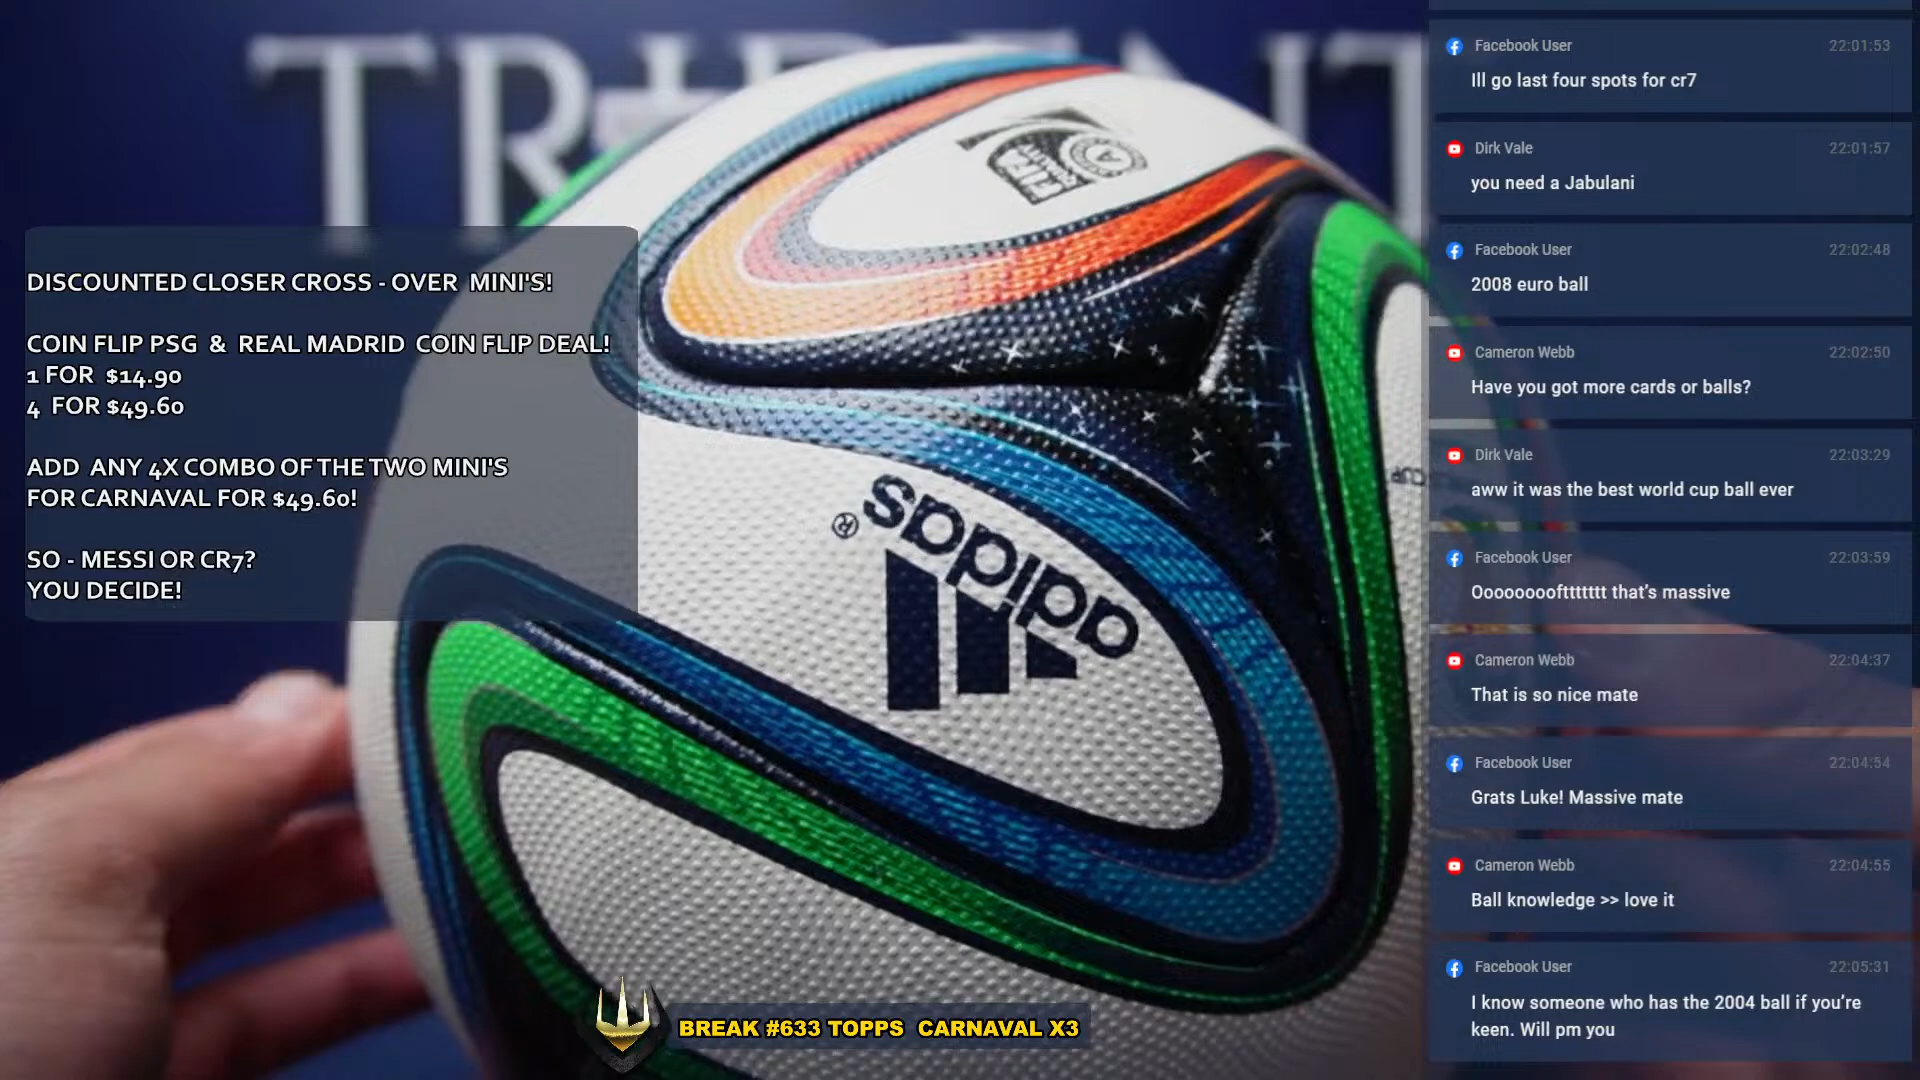 TRIDENT
FIFA
adidas®
DISCOUNTED CLOSER CROSS - OVER MINI'S!
COIN FLIP PSG & REAL MADRID COIN FLIP DEAL!
1 FOR $14.90
4 FOR $49.60
ADD ANY 4X COMBO OF THE TWO MINI'S
FOR CARNAVAL FOR $49.60!
SO - MESSI OR CR7?
YOU DECIDE!
BREAK #633 TOPPS CARNAVAL X3
Facebook User 22:01:53
Ill go last four spots for cr7
Dirk Vale 22:01:57
you need a Jabulani
Facebook User 22:02:48
2008 euro ball
Cameron Webb 22:02:50
Have you got more cards or balls?
Dirk Vale 22:03:29
aww it was the best world cup ball ever
Facebook User 22:03:59
Oooooooofttttttt that’s massive
Cameron Webb 22:04:37
That is so nice mate
Facebook User 22:04:54
Grats Luke! Massive mate
Cameron Webb 22:04:55
Ball knowledge >> love it
Facebook User 22:05:31
I know someone who has the 2004 ball if you’re
keen. Will pm you